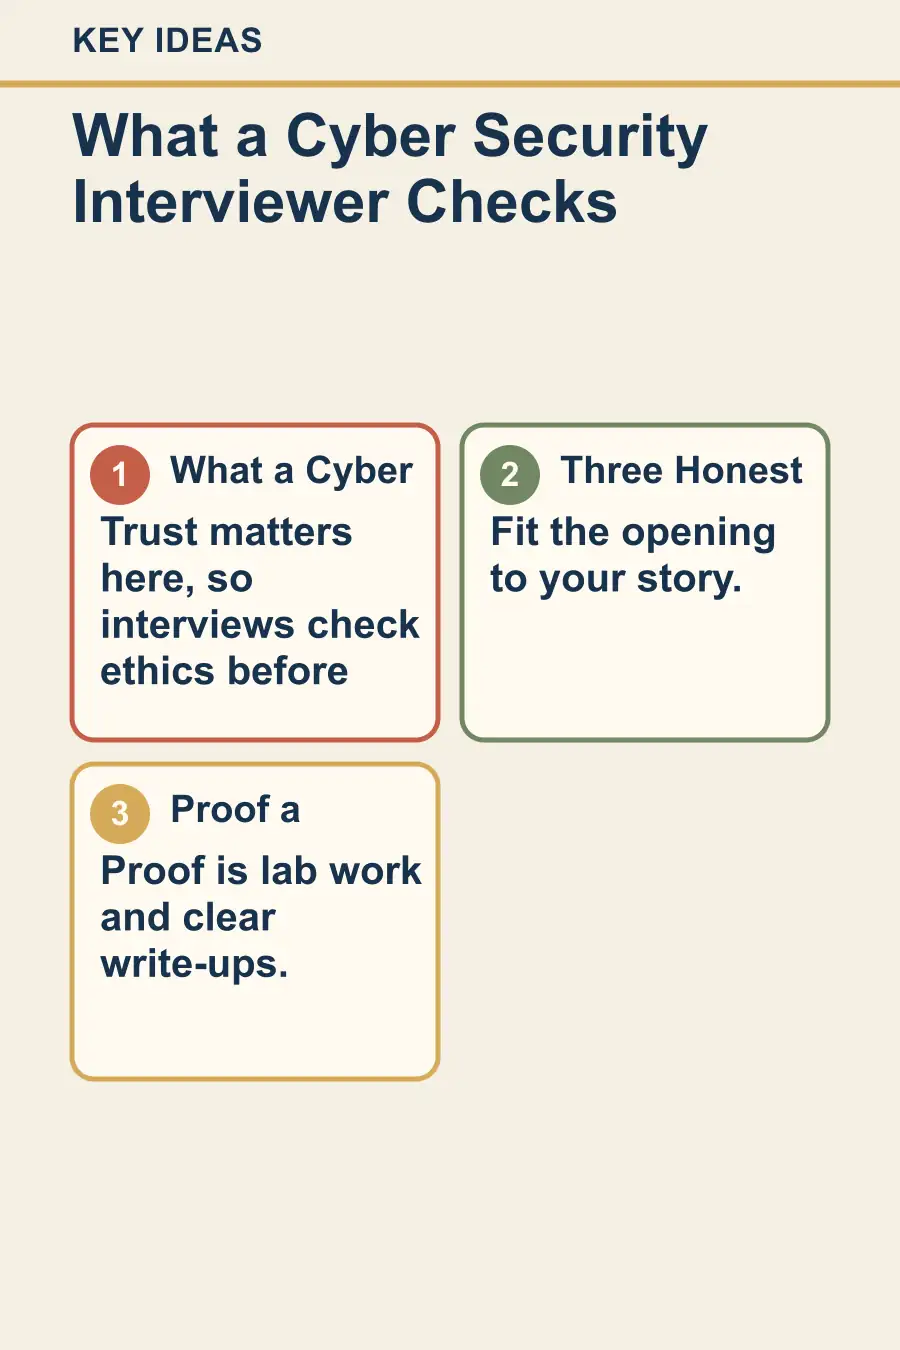 KEY IDEAS
What a Cyber Security
Interviewer Checks
1 What a Cyber
Trust matters
here, so
interviews check
ethics before
2 Three Honest
Fit the opening
to your story.
3 Proof a
Proof is lab work
and clear
write-ups.